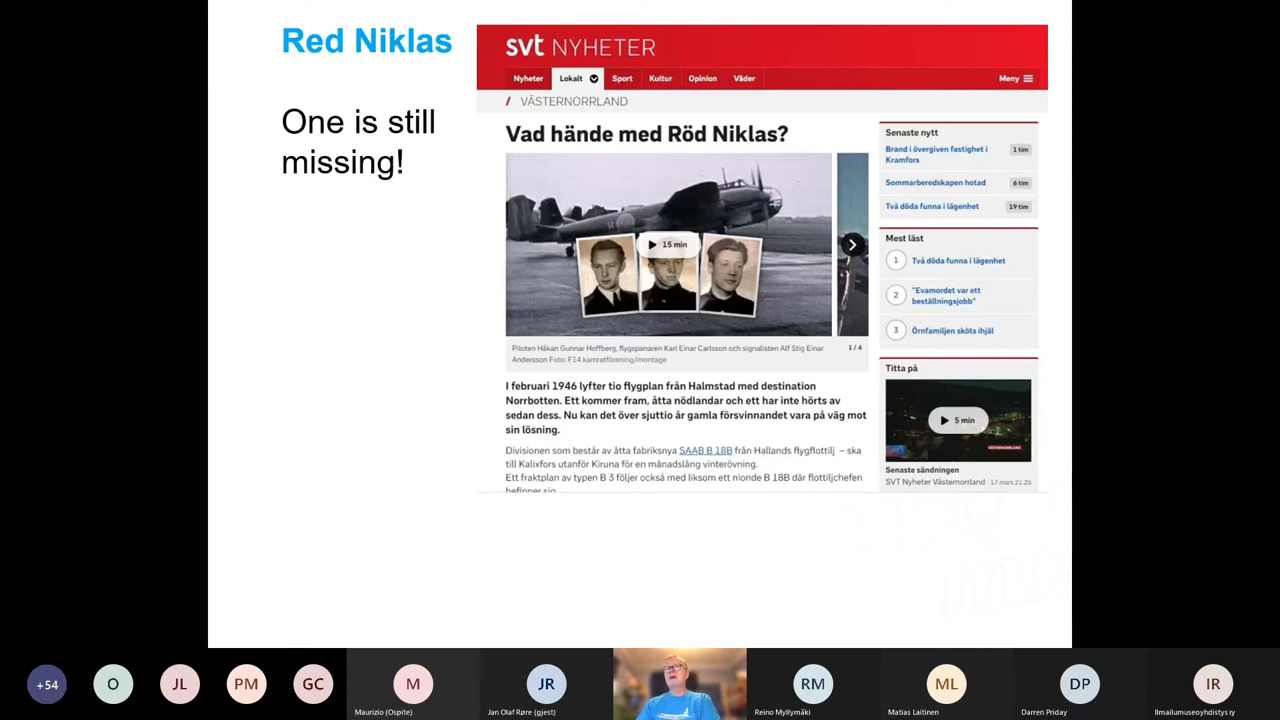 Red Niklas
One is still
missing!
svt NYHETER
Nyheter Lokalt Sport Kultur Opinion Väder Meny
/ VÄSTERNORRLAND
Vad hände med Röd Niklas?
15 min
Piloten Håkan Gunnar Hoffberg, flygspanaren Karl Einar Carlsson och signalisten Alf Stig Einar
Andersson Foto: F14 kamratförening/montage
1 / 4
I februari 1946 lyfter tio flygplan från Halmstad med destination
Norrbotten. Ett kommer fram, åtta nödlandar och ett har inte hörts av
sedan dess. Nu kan det över sjuttio år gamla försvinnandet vara på väg mot
sin lösning.
Divisionen som består av åtta fabriksnya SAAB B 18B från Hallands flygflottilj – ska
till Kalixfors utanför Kiruna för en månadslång vinterövning.
Ett fraktplan av typen B 3 följer också med liksom ett nionde B 18B där flottiljchefen
befinner sig.
Senaste nytt
Brand i övergiven fastighet i
Kramfors
1 tim
Sommarberedskapen hotad 6 tim
Två döda funna i lägenhet 19 tim
Mest läst
1 Två döda funna i lägenhet
2 "Evamordet var ett
beställningsjobb"
3 Örnfamiljen sköts ihjäl
Titta på
5 min
VÄSTERNORRLAND
Senaste sändningen
SVT Nyheter Västernorrland · 17 mars 21.25
+54 O JL PM GC M JR RM ML DP IR
Maurizio (Ospite) Jan Olaf Røre (gjest) Reino Myllymäki Matias Laitinen Darren Priday Ilmailumuseoyhdistys ry